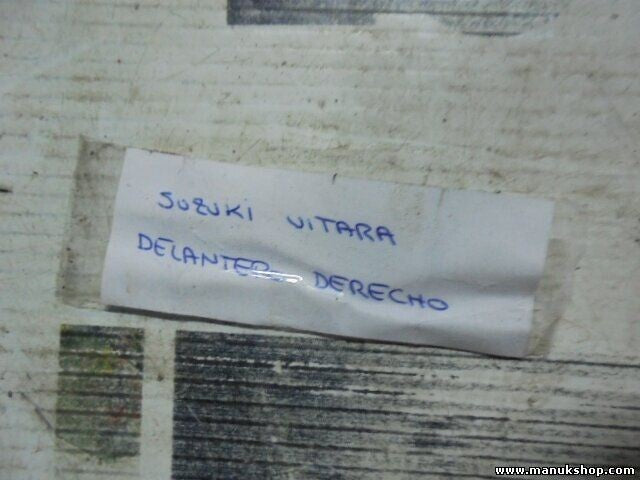 SUZUKI VITARA
DELANTERO DERECHO
www.manukshop.com